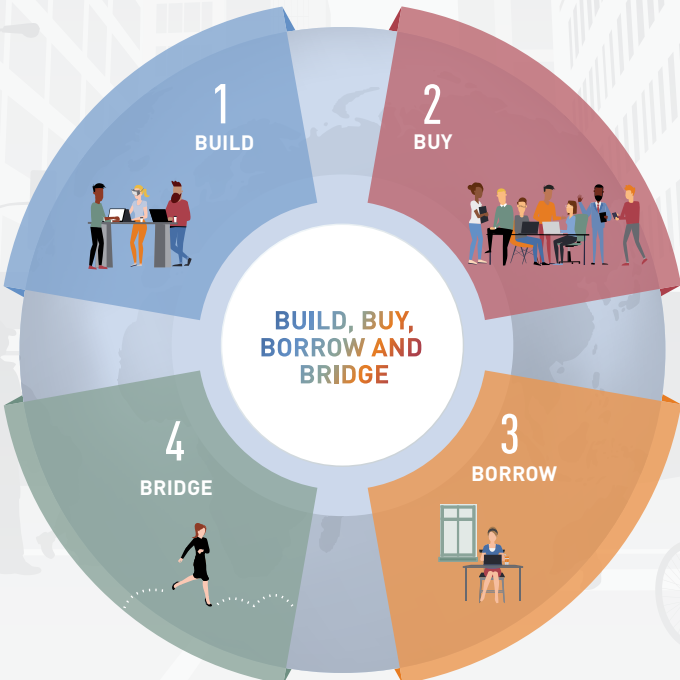 1
BUILD
2
BUY
BUILD, BUY,
BORROW AND
BRIDGE
4
BRIDGE
3
BORROW